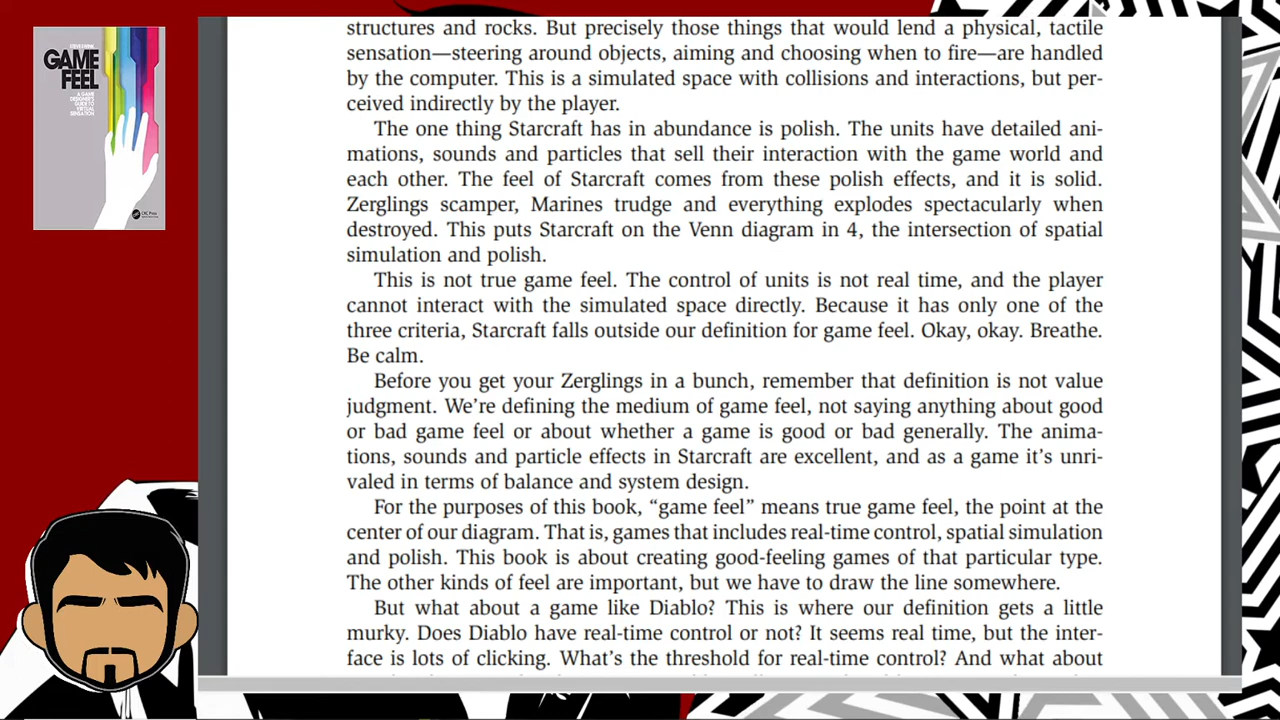 STEVE SWINK
GAME
FEEL
A GAME
DESIGNER'S
GUIDE TO
VIRTUAL
SENSATION
CRC Press
structures and rocks. But precisely those things that would lend a physical, tactile
sensation—steering around objects, aiming and choosing when to fire—are handled
by the computer. This is a simulated space with collisions and interactions, but per-
ceived indirectly by the player.
The one thing Starcraft has in abundance is polish. The units have detailed ani-
mations, sounds and particles that sell their interaction with the game world and
each other. The feel of Starcraft comes from these polish effects, and it is solid.
Zerglings scamper, Marines trudge and everything explodes spectacularly when
destroyed. This puts Starcraft on the Venn diagram in 4, the intersection of spatial
simulation and polish.
This is not true game feel. The control of units is not real time, and the player
cannot interact with the simulated space directly. Because it has only one of the
three criteria, Starcraft falls outside our definition for game feel. Okay, okay. Breathe.
Be calm.
Before you get your Zerglings in a bunch, remember that definition is not value
judgment. We're defining the medium of game feel, not saying anything about good
or bad game feel or about whether a game is good or bad generally. The anima-
tions, sounds and particle effects in Starcraft are excellent, and as a game it's unri-
valed in terms of balance and system design.
For the purposes of this book, “game feel” means true game feel, the point at the
center of our diagram. That is, games that includes real-time control, spatial simulation
and polish. This book is about creating good-feeling games of that particular type.
The other kinds of feel are important, but we have to draw the line somewhere.
But what about a game like Diablo? This is where our definition gets a little
murky. Does Diablo have real-time control or not? It seems real time, but the inter-
face is lots of clicking. What's the threshold for real-time control? And what about